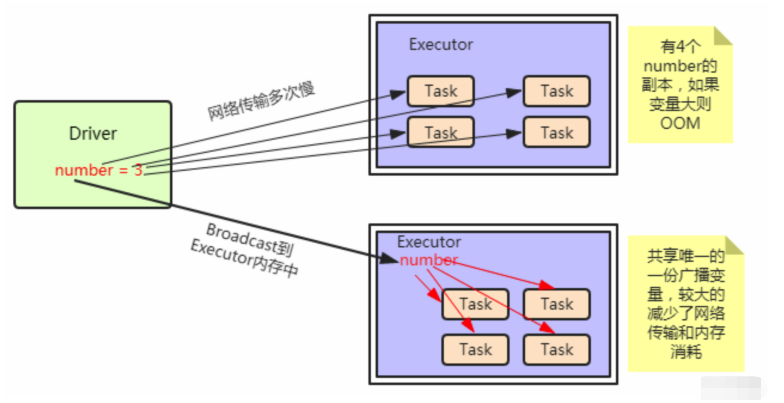 Driver
number = 3
网络传输多次慢
Executor
Task
Task
Task
Task
有4个
number的
副本，如果
变量大则
OOM
Broadcast到
Executor内存中
Executor
number
Task
Task
Task
Task
共享唯一的
一份广播变
量，较大的
减少了网络
传输和内存
消耗